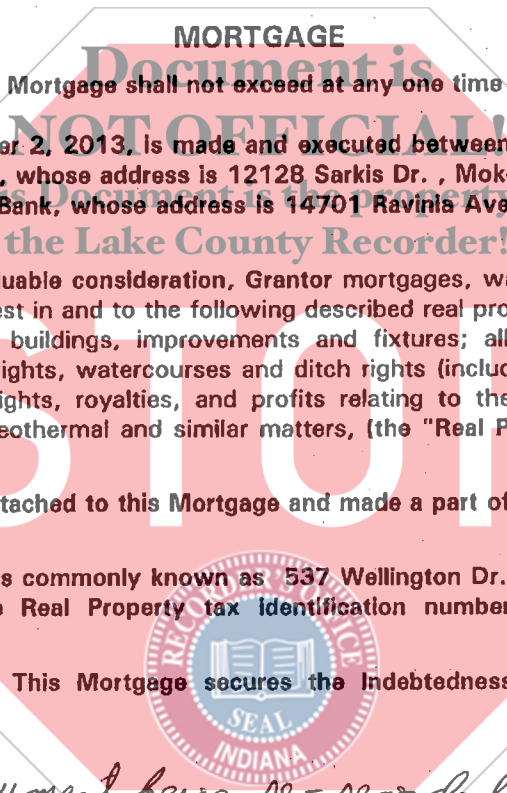 MORTGAGE
Document is
Mortgage shall not exceed at any one time
NOT OFFICIAL!
er 2, 2013, is made and executed between
, whose address is 12128 Sarkis Dr. , Mok-
This Document is the property
Bank, whose address is 14701 Ravinia Ave
the Lake County Recorder!
luable consideration, Grantor mortgages, wa
est in and to the following described real pro
buildings, improvements and fixtures; all
ights, watercourses and ditch rights (includ
ights, royalties, and profits relating to the
eothermal and similar matters, (the "Real P
STOP
tached to this Mortgage and made a part of
s commonly known as 537 Wellington Dr.
e Real Property tax identification number
RECORDER'S OFFICE
This Mortgage secures the Indebtedness
SEAL
INDIANA